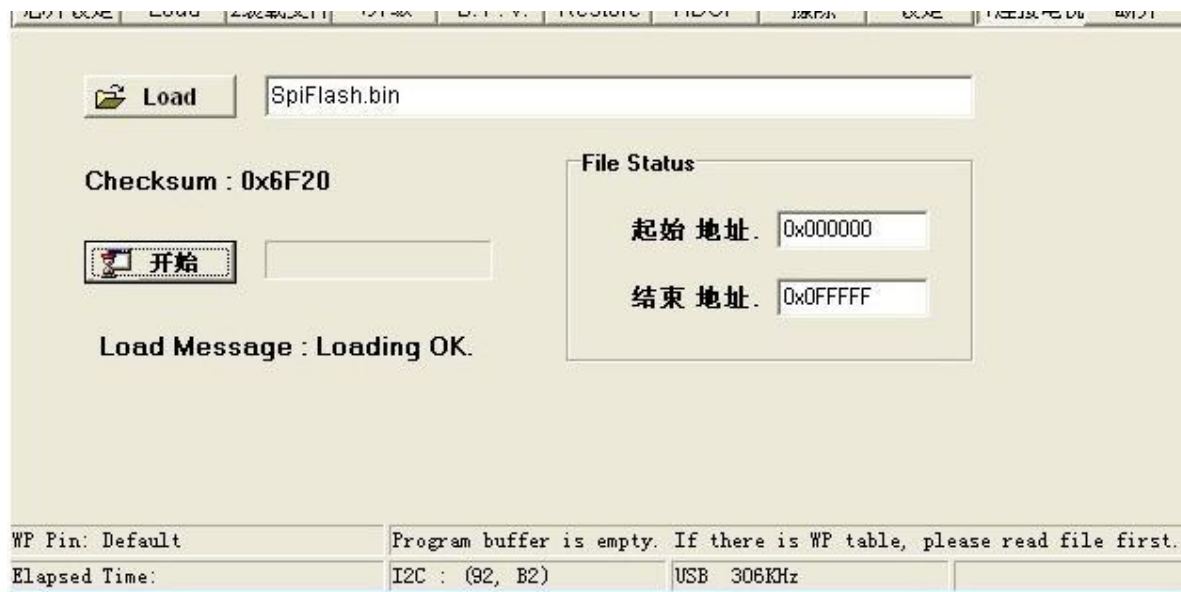 Load
SpiFlash.bin
Checksum : 0x6F20
File Status
起始 地址. 0x000000
开始
结束 地址. 0x0FFFFF
Load Message : Loading OK.
WP Pin: Default
Program buffer is empty. If there is WP table, please read file first.
Elapsed Time:
I2C : (92, B2)
USB 306KHz